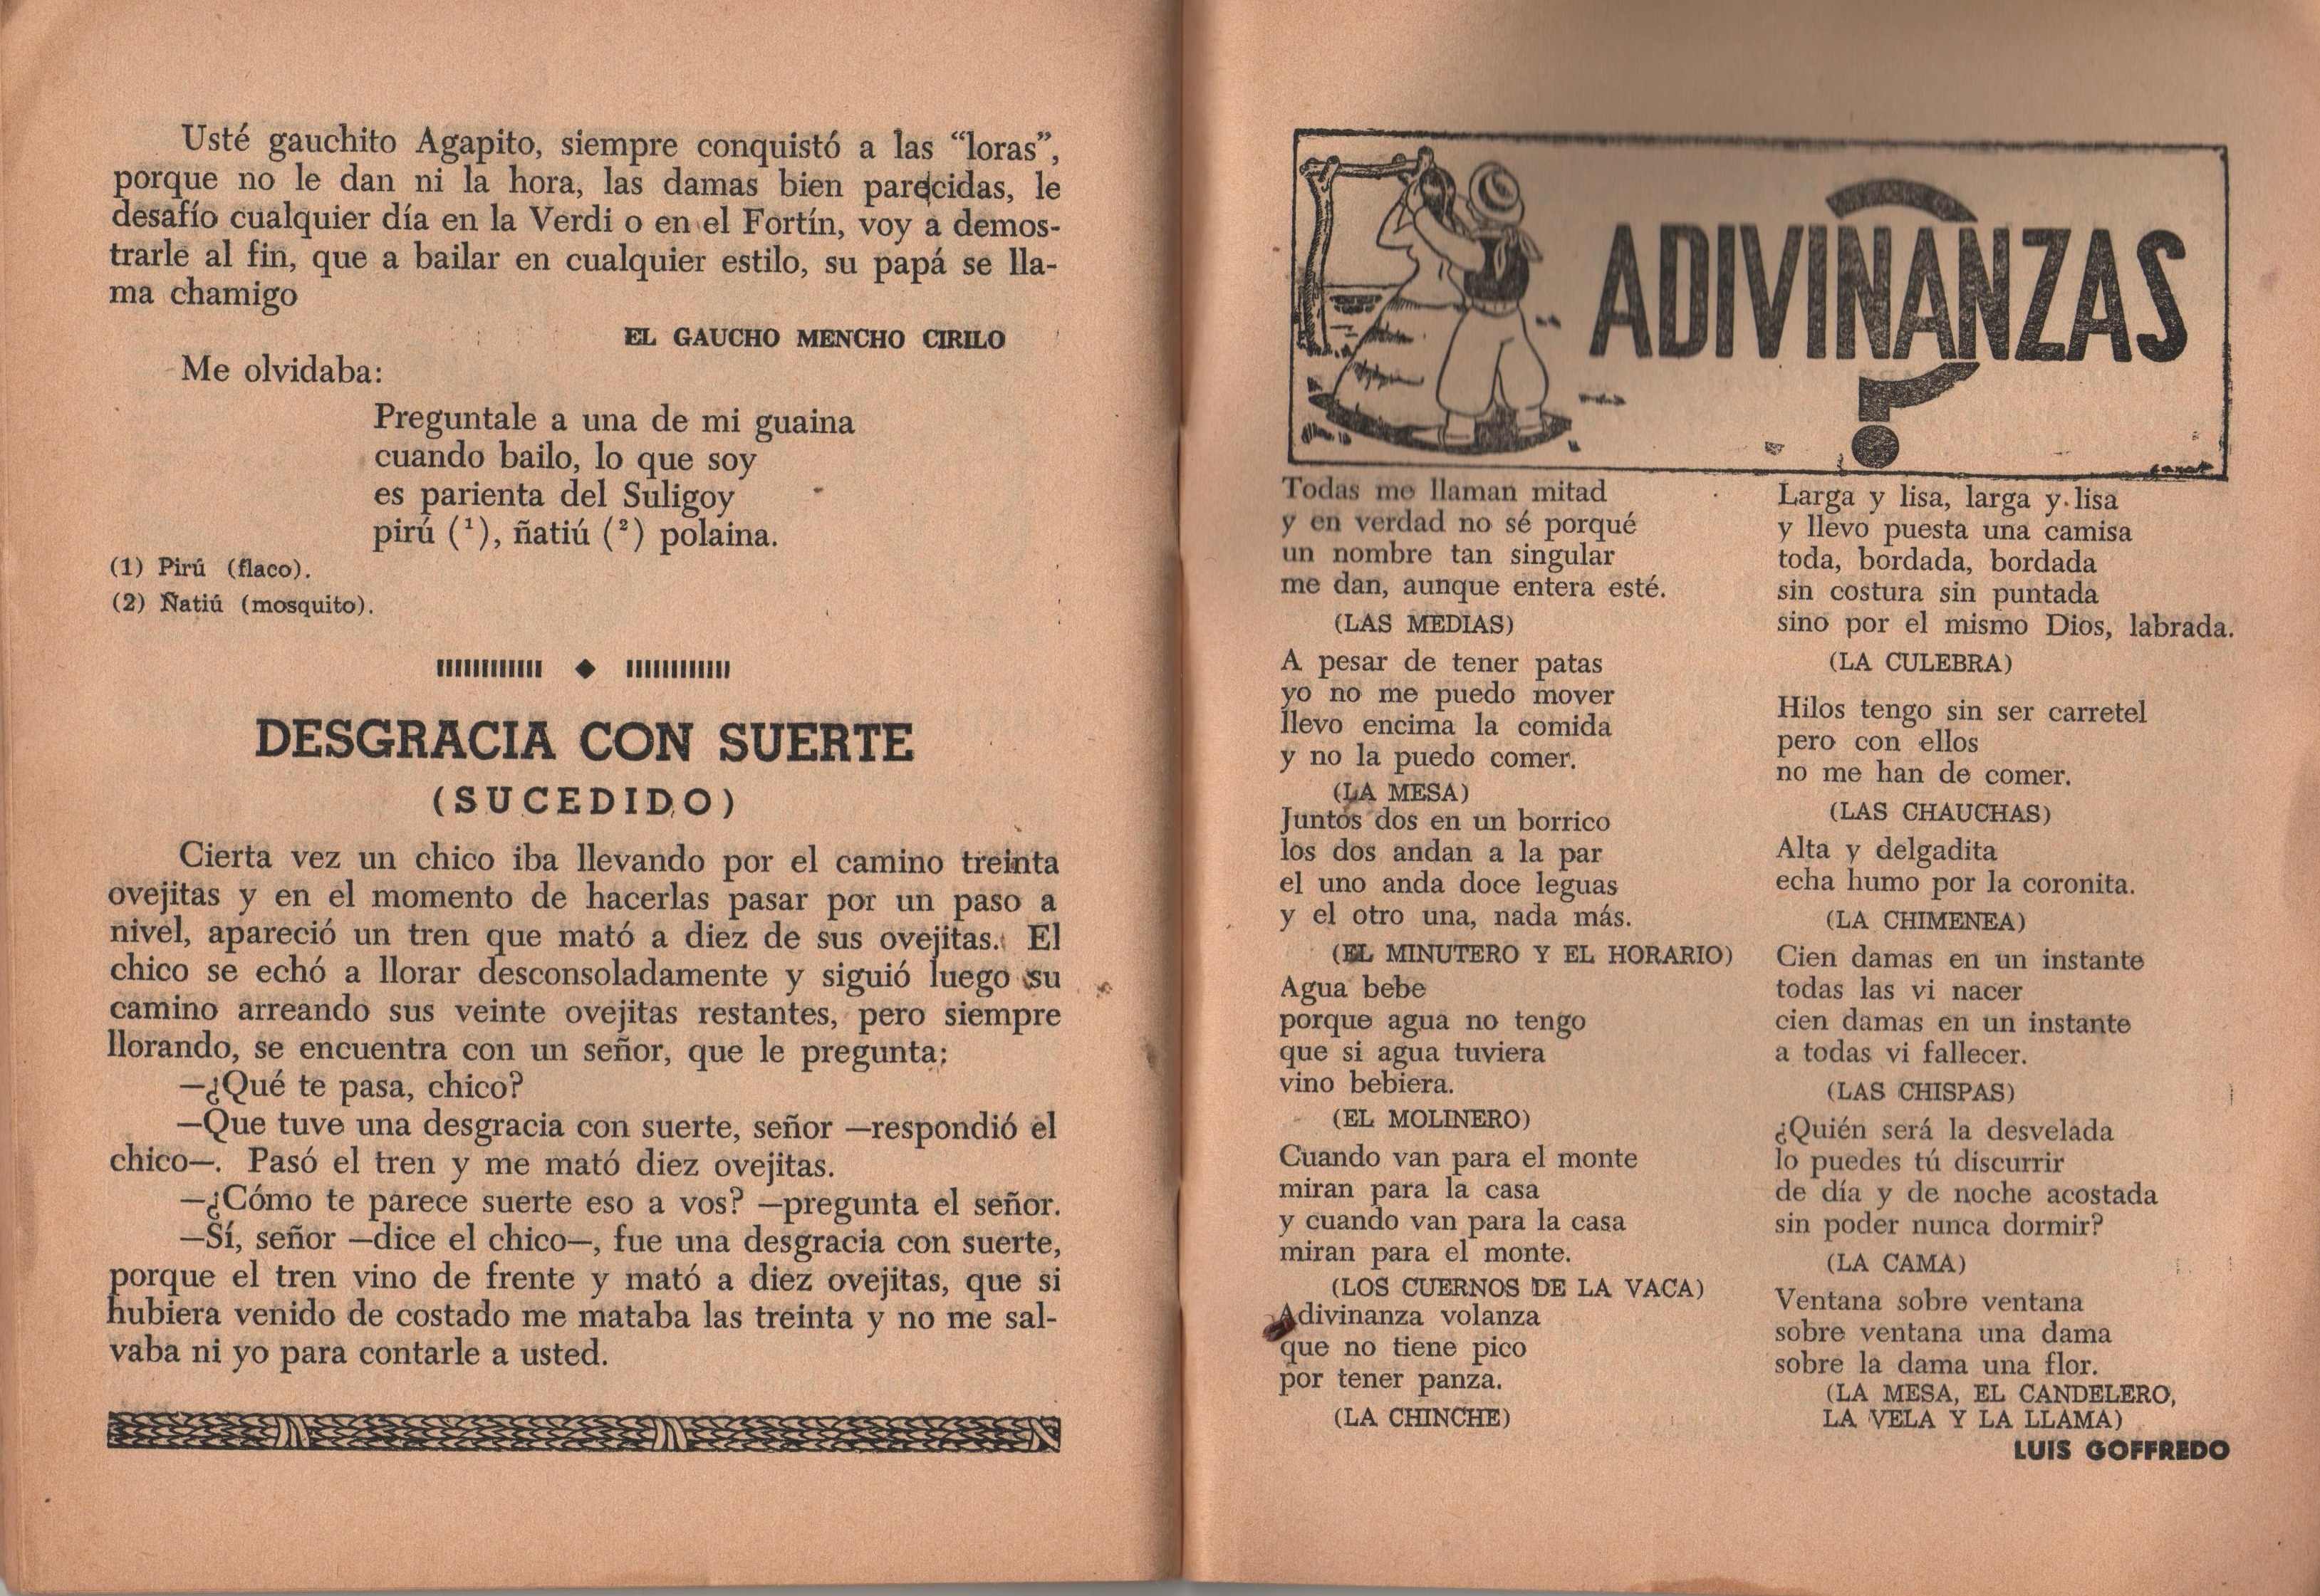 Usté gauchito Agapito, siempre conquistó a las “loras”,
porque no le dan ni la hora, las damas bien parecidas, le
desafío cualquier día en la Verdi o en el Fortín, voy a demos-
trarle al fin, que a bailar en cualquier estilo, su papá se lla-
ma chamigo
EL GAUCHO MENCHO CIRILO
Me olvidaba:
Preguntale a una de mi guaina
cuando bailo, lo que soy
es parienta del Suligoy
pirú (¹), ñatiú (²) polaina.
(1) Pirú (flaco).
(2) Ñatiú (mosquito).
DESGRACIA CON SUERTE
(SUCEDIDO)
Cierta vez un chico iba llevando por el camino treinta
ovejitas y en el momento de hacerlas pasar por un paso a
nivel, apareció un tren que mató a diez de sus ovejitas. El
chico se echó a llorar desconsoladamente y siguió luego su
camino arreando sus veinte ovejitas restantes, pero siempre
llorando, se encuentra con un señor, que le pregunta:
—¿Qué te pasa, chico?
—Que tuve una desgracia con suerte, señor —respondió el
chico—. Pasó el tren y me mató diez ovejitas.
—¿Cómo te parece suerte eso a vos? —pregunta el señor.
—Sí, señor —dice el chico—, fue una desgracia con suerte,
porque el tren vino de frente y mató a diez ovejitas, que si
hubiera venido de costado me mataba las treinta y no me sal-
vaba ni yo para contarle a usted.
ADIVINANZAS
?
Todas me llaman mitad
y en verdad no sé porqué
un nombre tan singular
me dan, aunque entera esté.
(LAS MEDIAS)
A pesar de tener patas
yo no me puedo mover
llevo encima la comida
y no la puedo comer.
(LA MESA)
Juntos dos en un borrico
los dos andan a la par
el uno anda doce leguas
y el otro una, nada más.
(EL MINUTERO Y EL HORARIO)
Agua bebe
porque agua no tengo
que si agua tuviera
vino bebiera.
(EL MOLINERO)
Cuando van para el monte
miran para la casa
y cuando van para la casa
miran para el monte.
(LOS CUERNOS DE LA VACA)
Adivinanza volanza
que no tiene pico
por tener panza.
(LA CHINCHE)
Larga y lisa, larga y lisa
y llevo puesta una camisa
toda, bordada, bordada
sin costura sin puntada
sino por el mismo Dios, labrada.
(LA CULEBRA)
Hilos tengo sin ser carretel
pero con ellos
no me han de comer.
(LAS CHAUCHAS)
Alta y delgadita
echa humo por la coronita.
(LA CHIMENEA)
Cien damas en un instante
todas las vi nacer
cien damas en un instante
a todas vi fallecer.
(LAS CHISPAS)
¿Quién será la desvelada
lo puedes tú discurrir
de día y de noche acostada
sin poder nunca dormir?
(LA CAMA)
Ventana sobre ventana
sobre ventana una dama
sobre la dama una flor.
(LA MESA, EL CANDELERO,
LA VELA Y LA LLAMA)
LUIS GOFFREDO